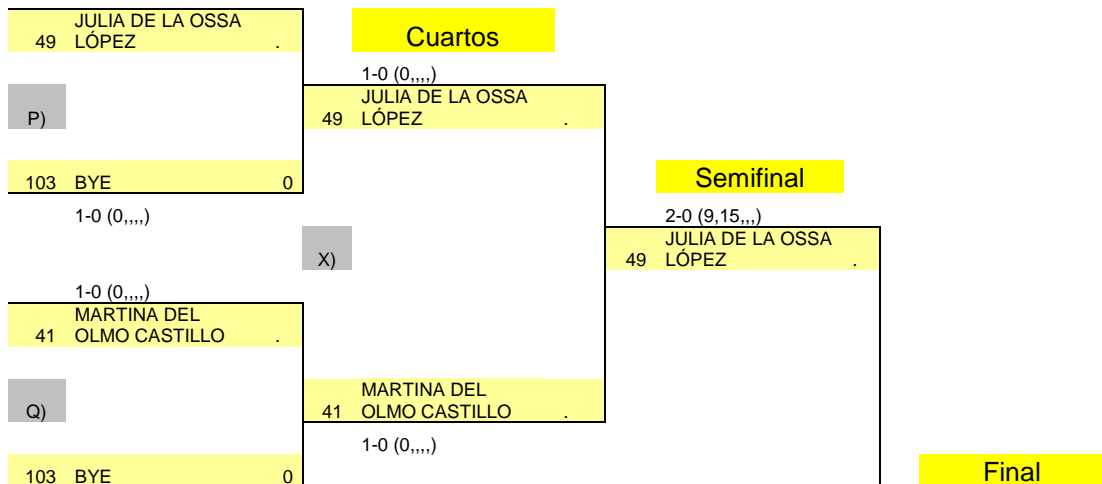 JULIA DE LA OSSA
49 LÓPEZ .
Cuartos
1-0 (0,,,,)
JULIA DE LA OSSA
P) 49 LÓPEZ .
103 BYE 0
Semifinal
1-0 (0,,,,)
2-0 (9,15,,,)
JULIA DE LA OSSA
X) 49 LÓPEZ .
1-0 (0,,,,)
MARTINA DEL
41 OLMO CASTILLO .
MARTINA DEL
Q) 41 OLMO CASTILLO .
1-0 (0,,,,)
103 BYE 0
Final